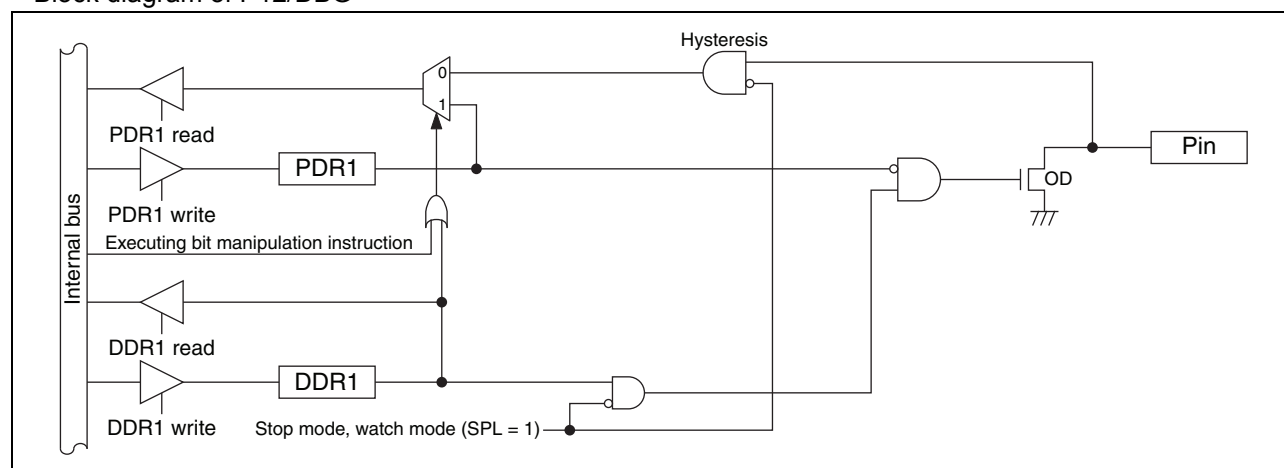 Hysteresis
0
1
PDR1 read
PDR1
Pin
OD
PDR1 write
Executing bit manipulation instruction
Internal bus
DDR1 read
DDR1
DDR1 write
Stop mode, watch mode (SPL = 1)